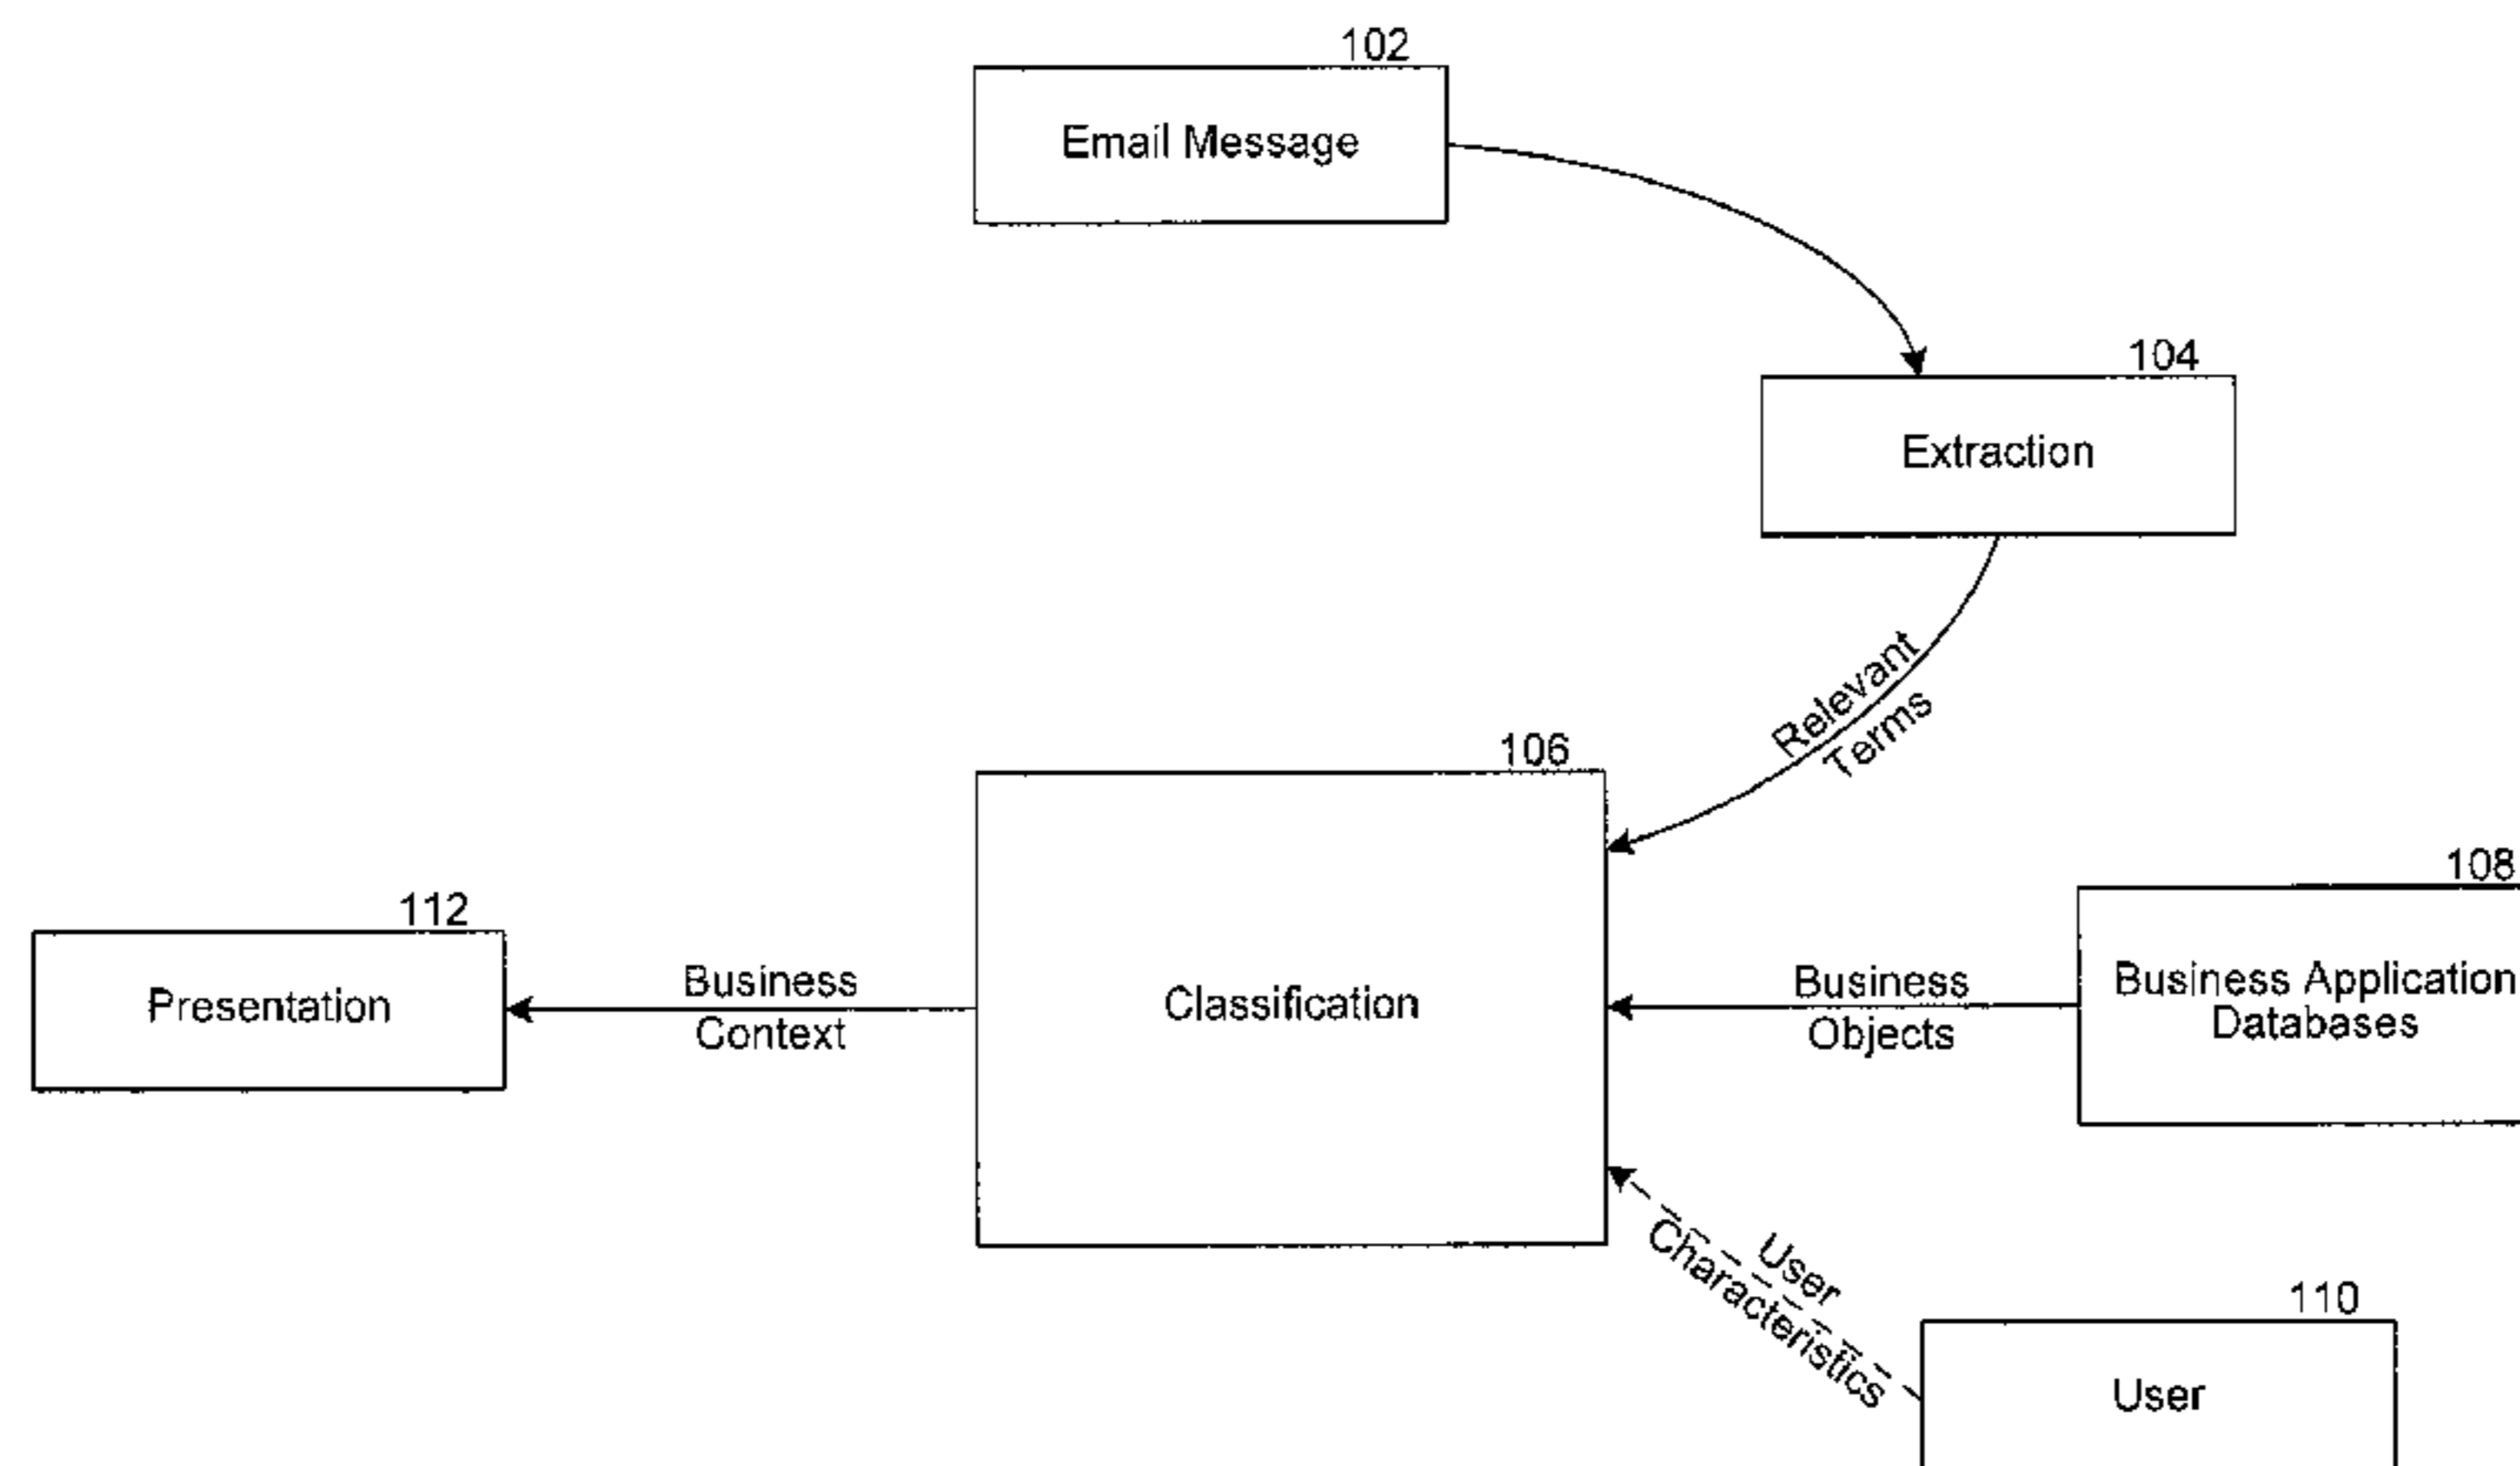 102
Email Message
104
Extraction
Relevant
Terms
106
Classification
108
Business Application
Databases
Business
Objects
112
Presentation
Business
Context
User
Characteristics
110
User